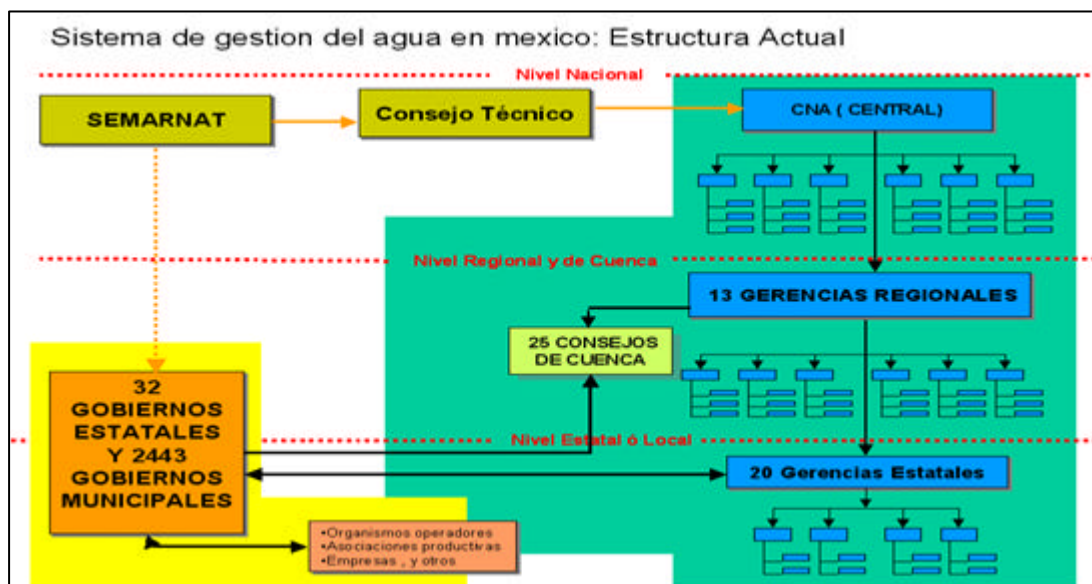 Sistema de gestion del agua en mexico: Estructura Actual
Nivel Nacional
SEMARNAT
Consejo Técnico
CNA ( CENTRAL)
Nivel Regional y de Cuenca
13 GERENCIAS REGIONALES
25 CONSEJOS
DE CUENCA
32
GOBIERNOS
ESTATALES
Y 2443
GOBIERNOS
MUNICIPALES
Nivel Estatal ó Local
20 Gerencias Estatales
•Organismos operadores
•Asociaciones productivas
•Empresas , y otros